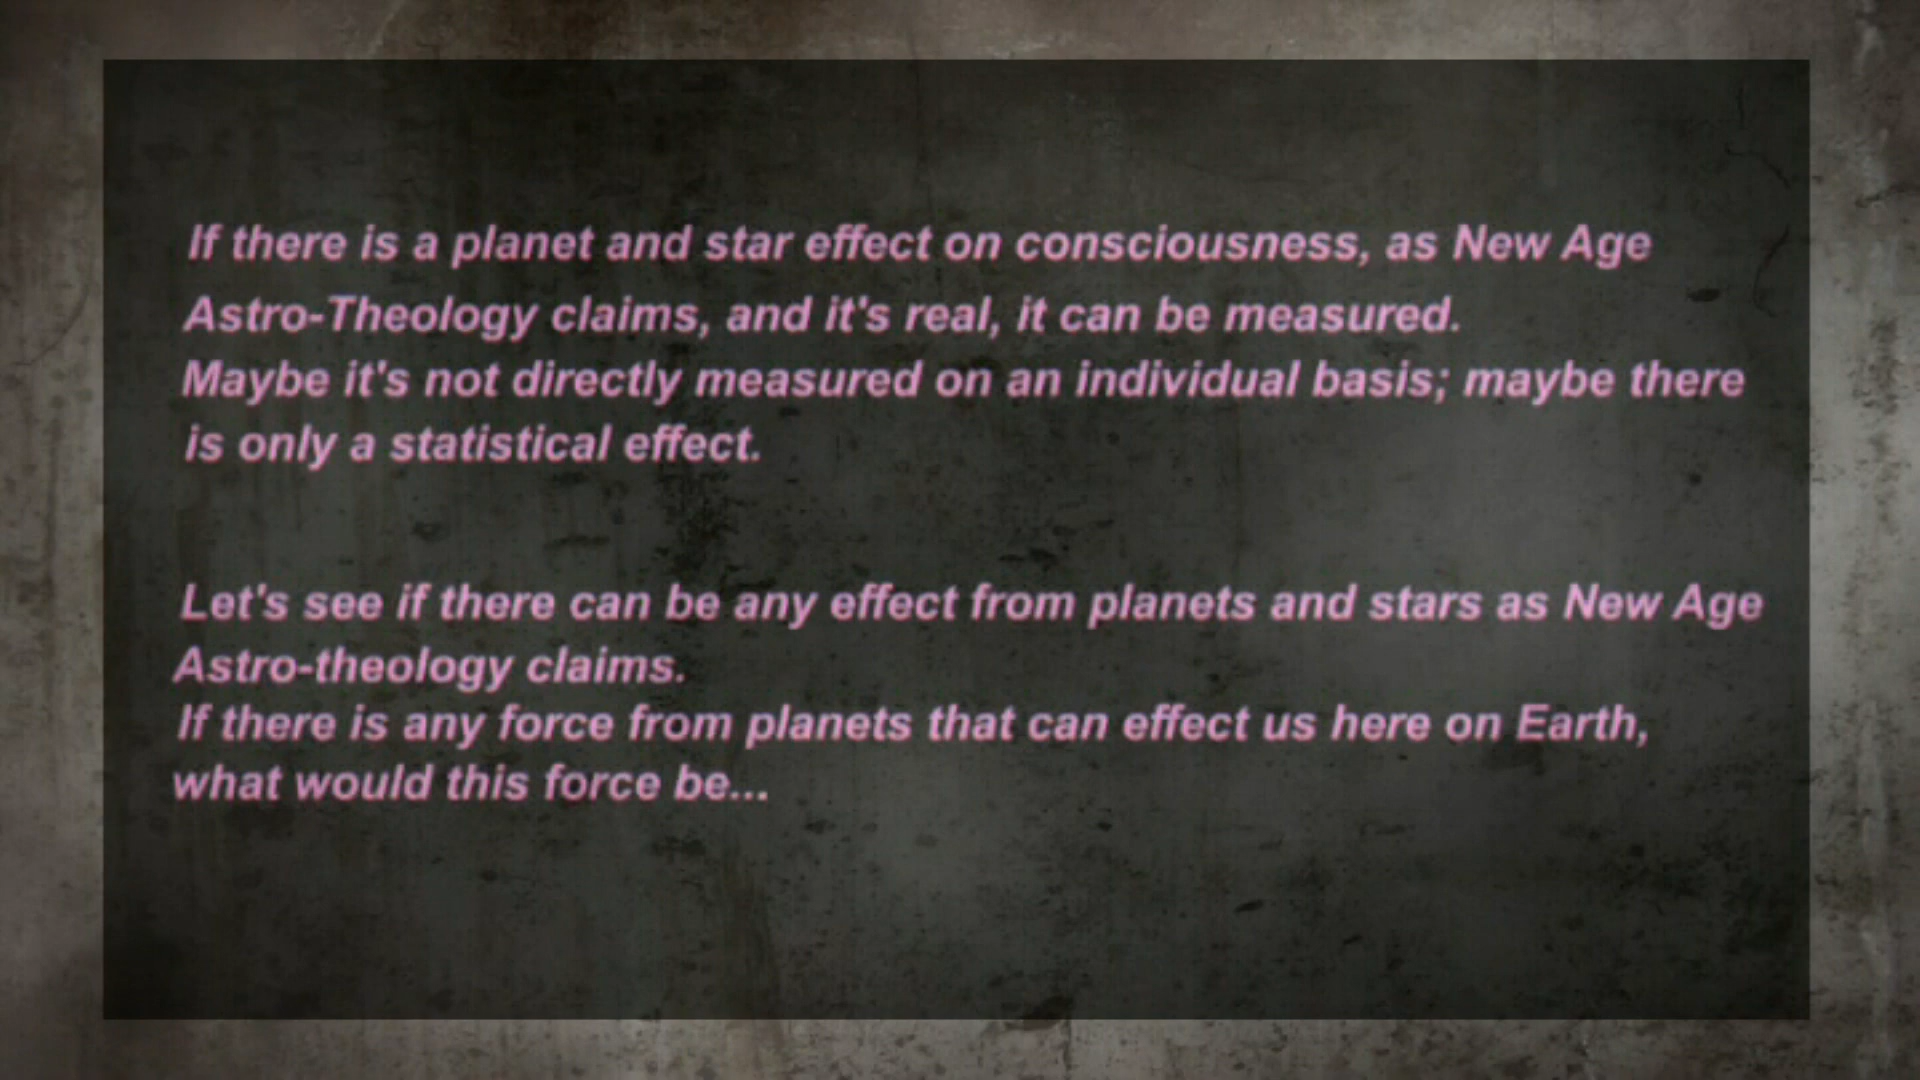 If there is a planet and star effect on consciousness, as New Age
Astro-Theology claims, and it's real, it can be measured.
Maybe it's not directly measured on an individual basis; maybe there
is only a statistical effect.
Let's see if there can be any effect from planets and stars as New Age
Astro-theology claims.
If there is any force from planets that can effect us here on Earth,
what would this force be...